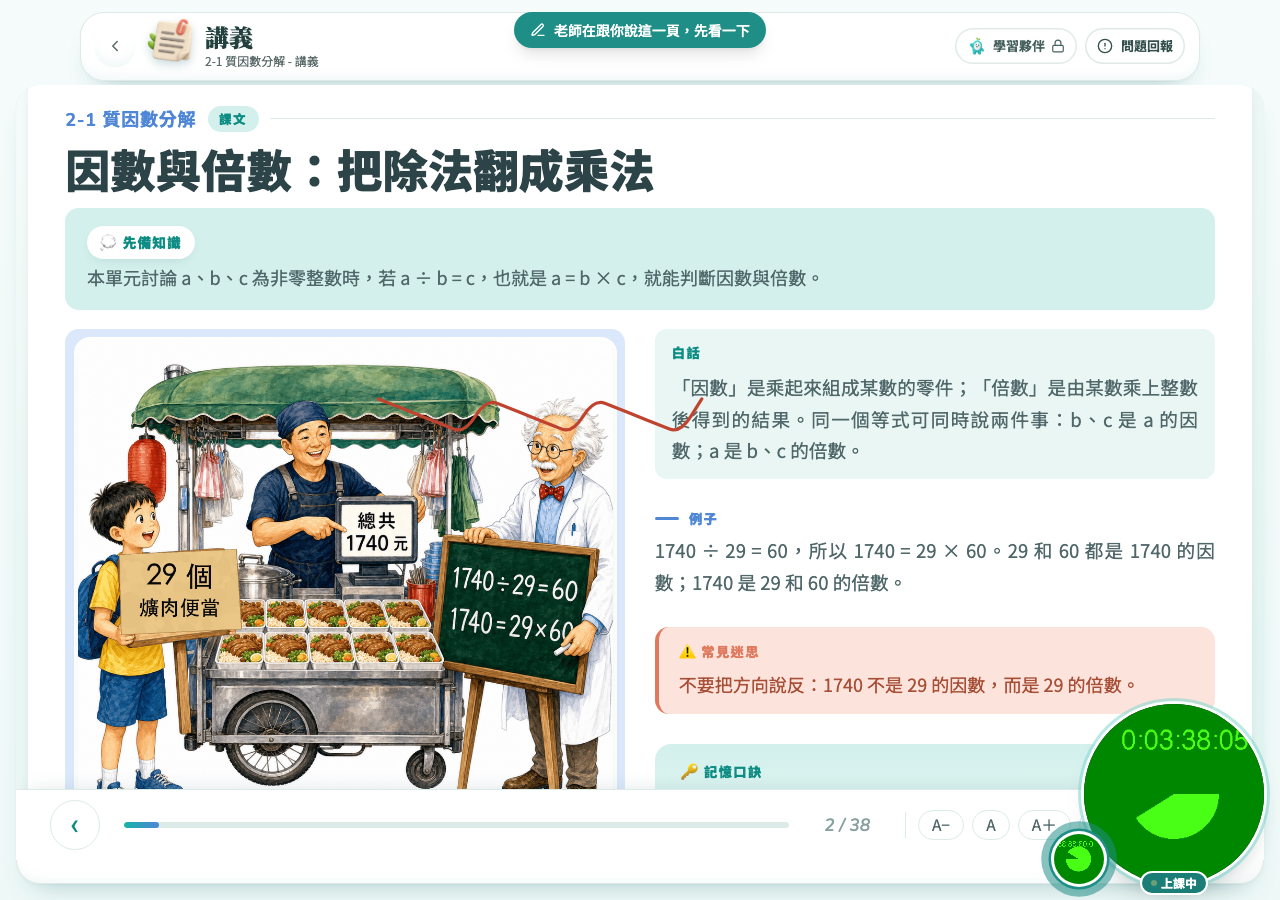 老師在跟你說這一頁，先看一下
講義
2-1 質因數分解 - 講義
學習夥伴
問題回報
2-1 質因數分解
課文
因數與倍數：把除法翻成乘法
先備知識
本單元討論 a、b、c 為非零整數時，若 a ÷ b = c，也就是 a = b × c，就能判斷因數與倍數。
總共
1740 元
29 個
爌肉便當
1740÷29=60
1740=29×60
白話
「因數」是乘起來組成某數的零件；「倍數」是由某數乘上整數
後得到的結果。同一個等式可同時說兩件事：b、c 是 a 的因
數；a 是 b、c 的倍數。
例子
1740 ÷ 29 = 60，所以 1740 = 29 × 60。29 和 60 都是 1740 的因
數；1740 是 29 和 60 的倍數。
常見迷思
不要把方向說反：1740 不是 29 的因數，而是 29 的倍數。
記憶口訣
0:03:38:05
2 / 38
A−
A
A+
上課中